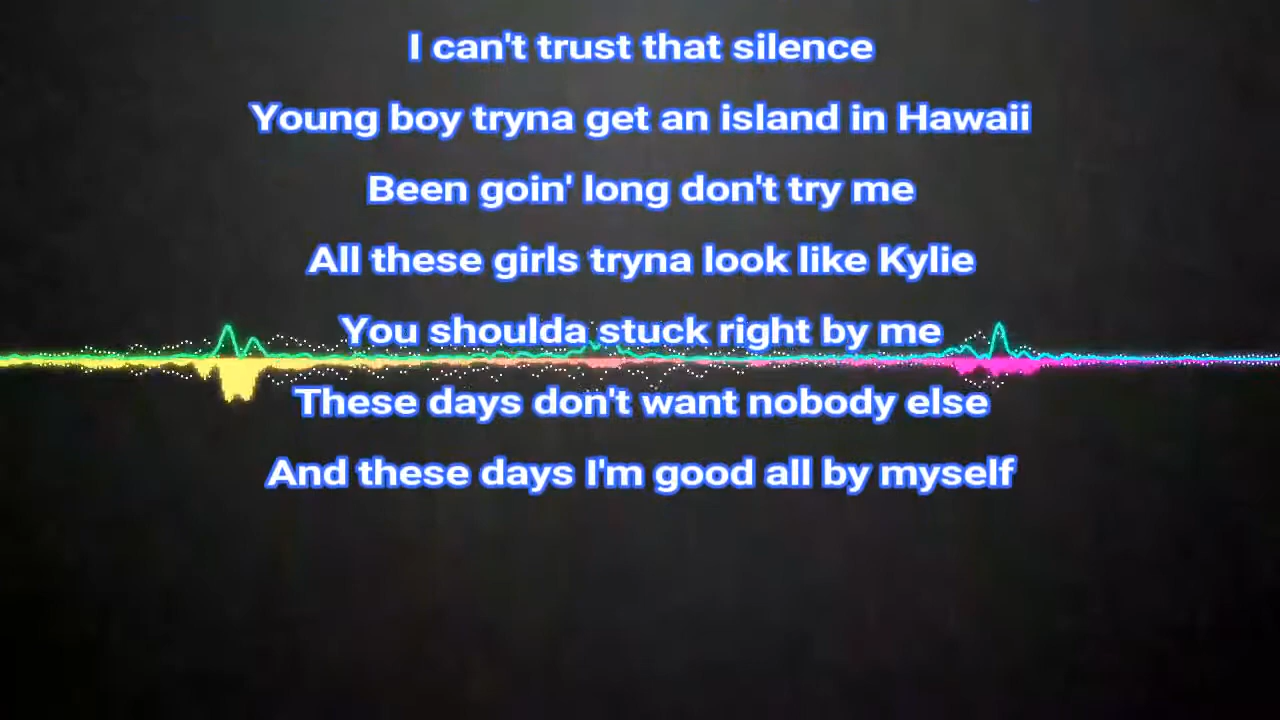 I can't trust that silence
Young boy tryna get an island in Hawaii
Been goin' long don't try me
All these girls tryna look like Kylie
You shoulda stuck right by me
These days don't want nobody else
And these days I'm good all by myself